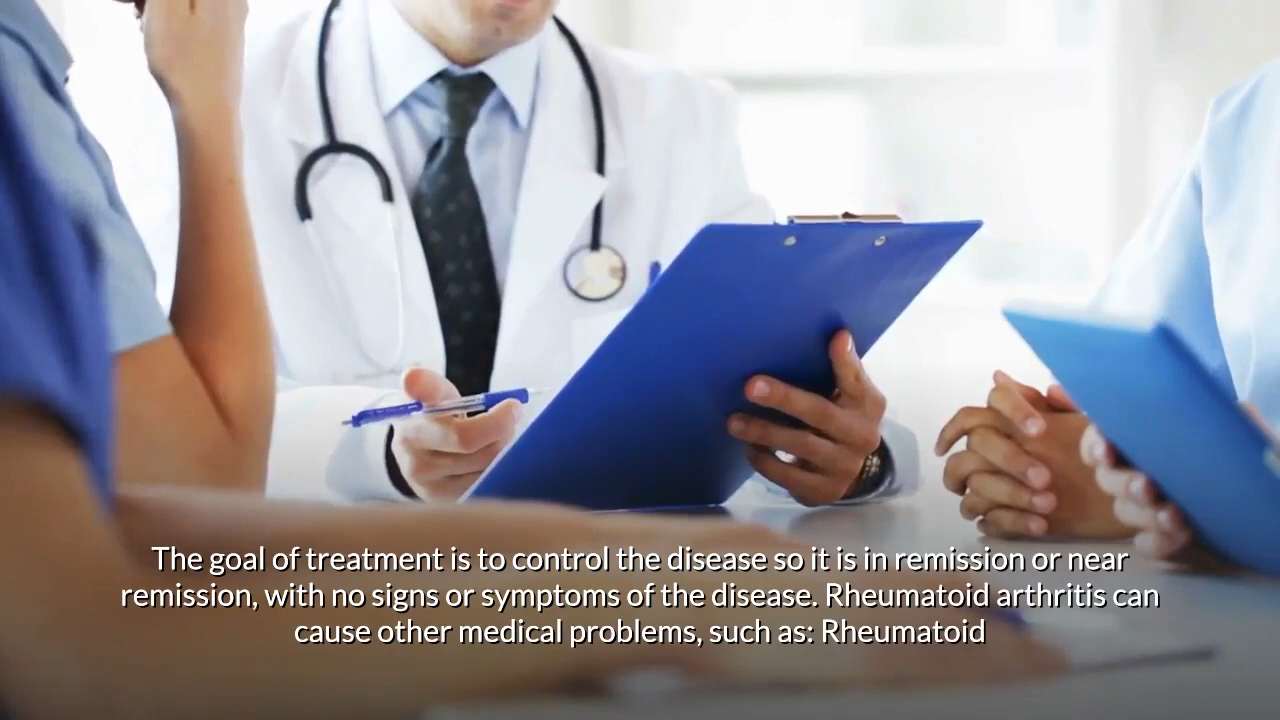 The goal of treatment is to control the disease so it is in remission or near
remission, with no signs or symptoms of the disease. Rheumatoid arthritis can
cause other medical problems, such as: Rheumatoid